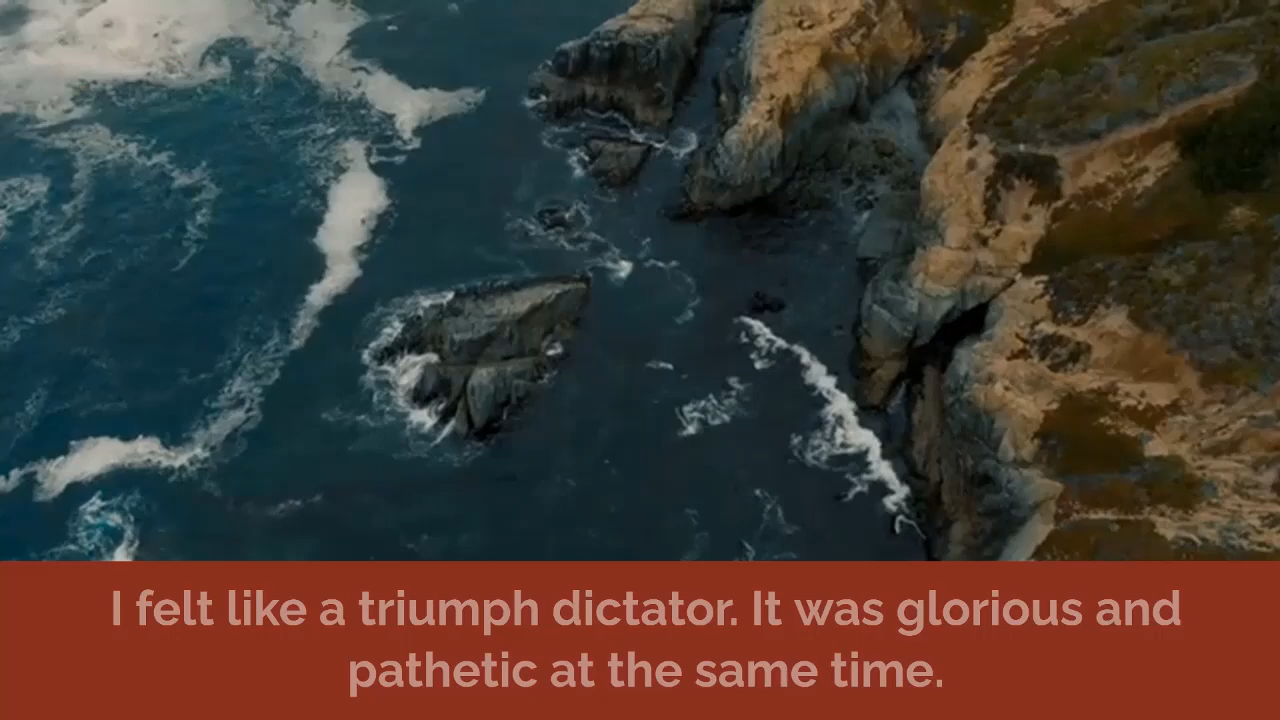 I felt like a triumph dictator. It was glorious and
pathetic at the same time.